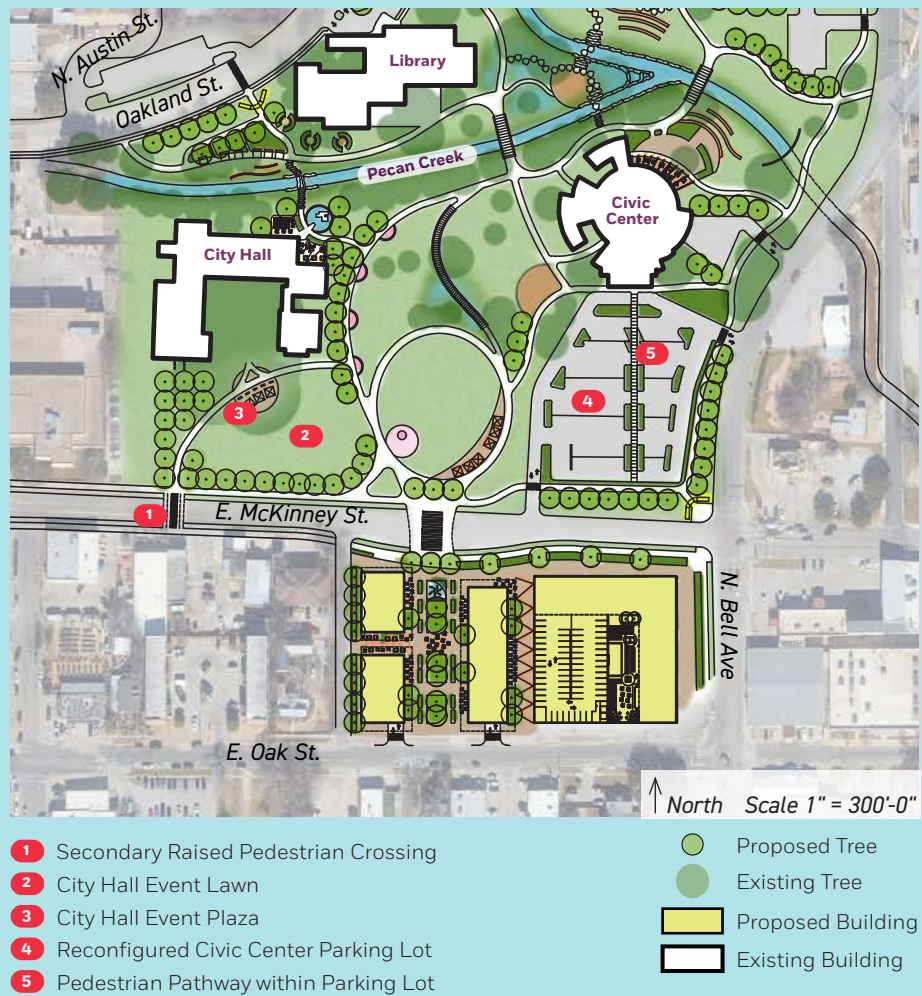 N. Austin St.
Library
Oakland St.
Pecan Creek
Civic
Center
City Hall
5
4
3
2
1
E. McKinney St.
N. Bell Ave
E. Oak St.
North Scale 1" = 300'-0"
1 Secondary Raised Pedestrian Crossing
2 City Hall Event Lawn
3 City Hall Event Plaza
4 Reconfigured Civic Center Parking Lot
5 Pedestrian Pathway within Parking Lot
Proposed Tree
Existing Tree
Proposed Building
Existing Building